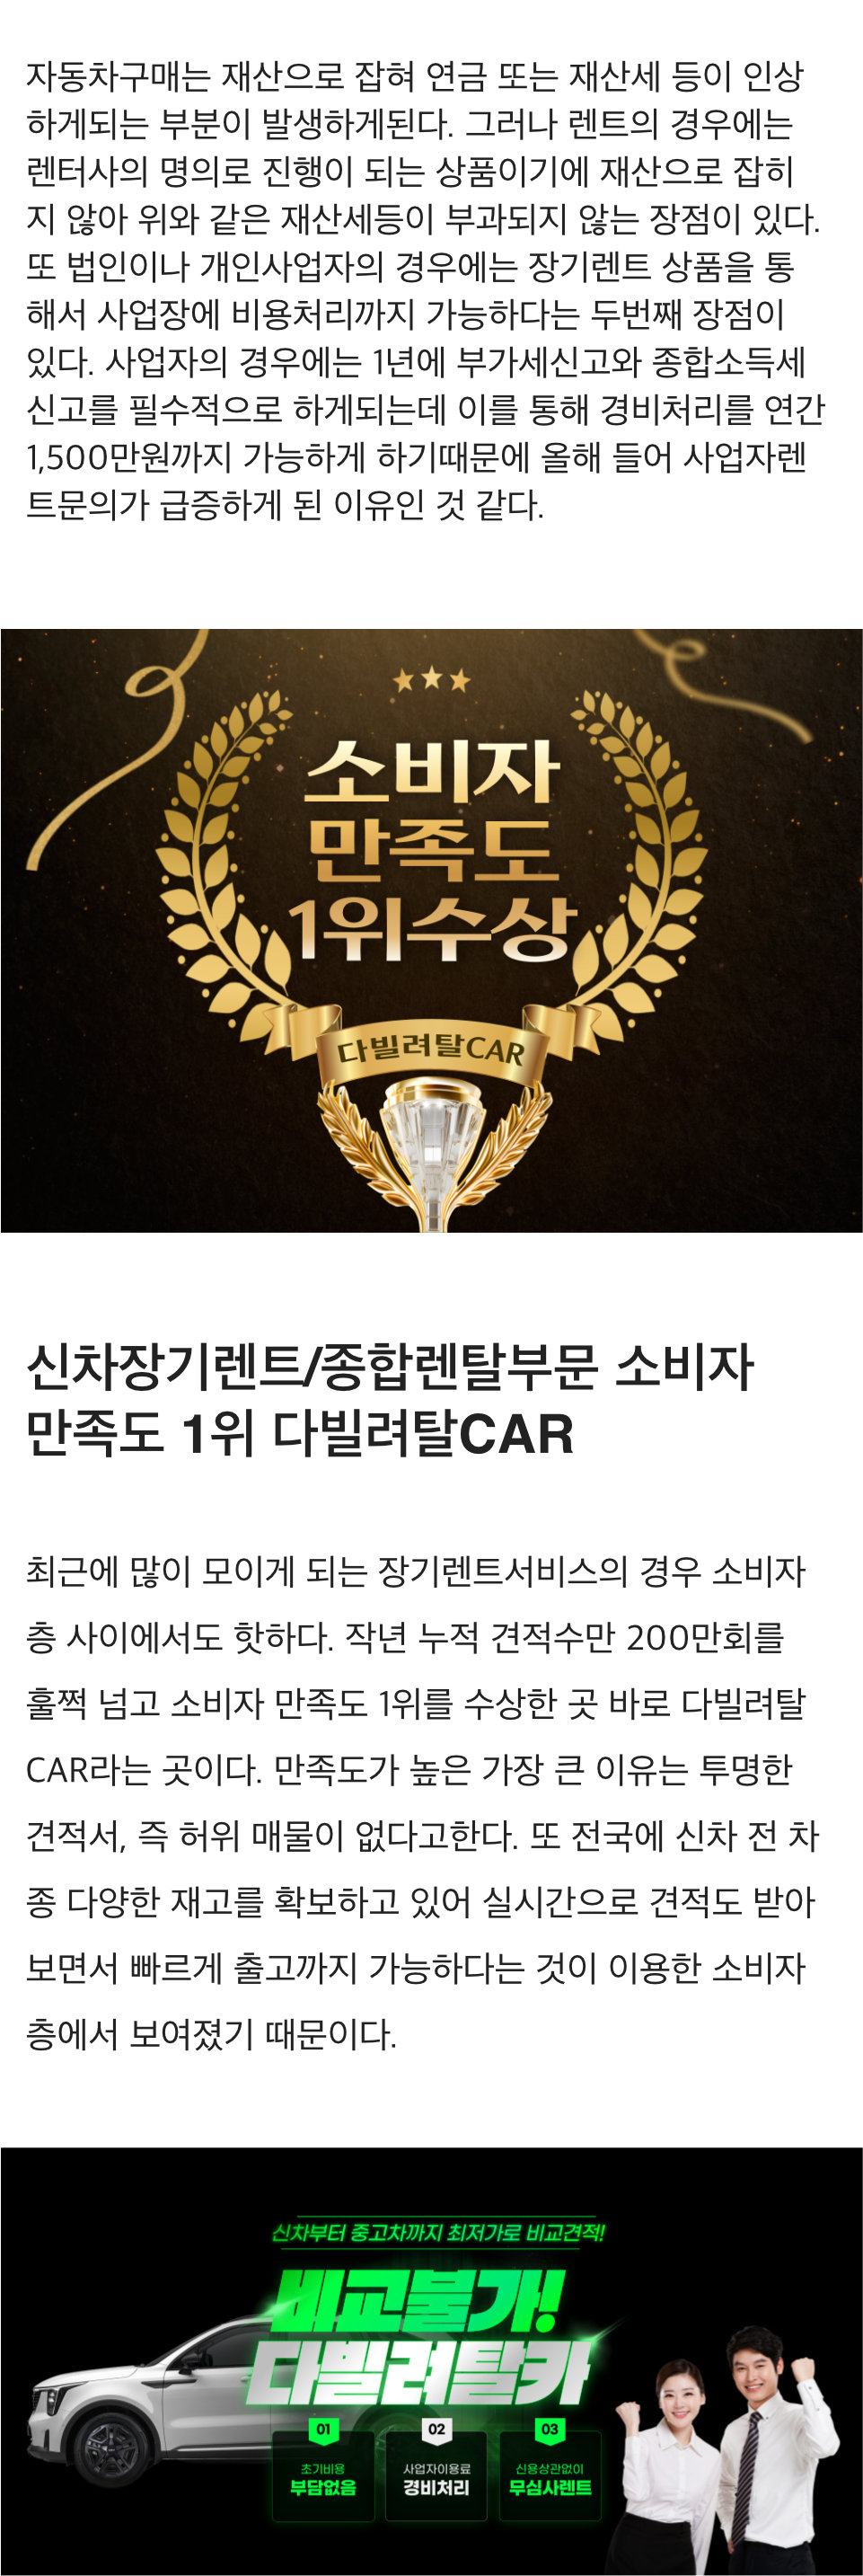 자동차구매는 재산으로 잡혀 연금 또는 재산세 등이 인상
하게되는 부분이 발생하게된다. 그러나 렌트의 경우에는
렌터사의 명의로 진행이 되는 상품이기에 재산으로 잡히
지 않아 위와 같은 재산세등이 부과되지 않는 장점이 있다.
또 법인이나 개인사업자의 경우에는 장기렌트 상품을 통
해서 사업장에 비용처리까지 가능하다는 두번째 장점이
있다. 사업자의 경우에는 1년에 부가세신고와 종합소득세
신고를 필수적으로 하게되는데 이를 통해 경비처리를 연간
1,500만원까지 가능하게 하기때문에 올해 들어 사업자렌
트문의가 급증하게 된 이유인 것 같다.
소비자
만족도
1위수상
다빌려탈CAR
신차장기렌트/종합렌탈부문 소비자
만족도 1위 다빌려탈CAR
최근에 많이 모이게 되는 장기렌트서비스의 경우 소비자
층 사이에서도 핫하다. 작년 누적 견적수만 200만회를
훌쩍 넘고 소비자 만족도 1위를 수상한 곳 바로 다빌려탈
CAR라는 곳이다. 만족도가 높은 가장 큰 이유는 투명한
견적서, 즉 허위 매물이 없다고한다. 또 전국에 신차 전 차
종 다양한 재고를 확보하고 있어 실시간으로 견적도 받아
보면서 빠르게 출고까지 가능하다는 것이 이용한 소비자
층에서 보여졌기 때문이다.
신차부터 중고차까지 최저가로 비교견적!
비교불가!
다빌려탈카
01 02 03
초기비용 사업자이용료 신용상관없이
부담없음 경비처리 무심사렌트